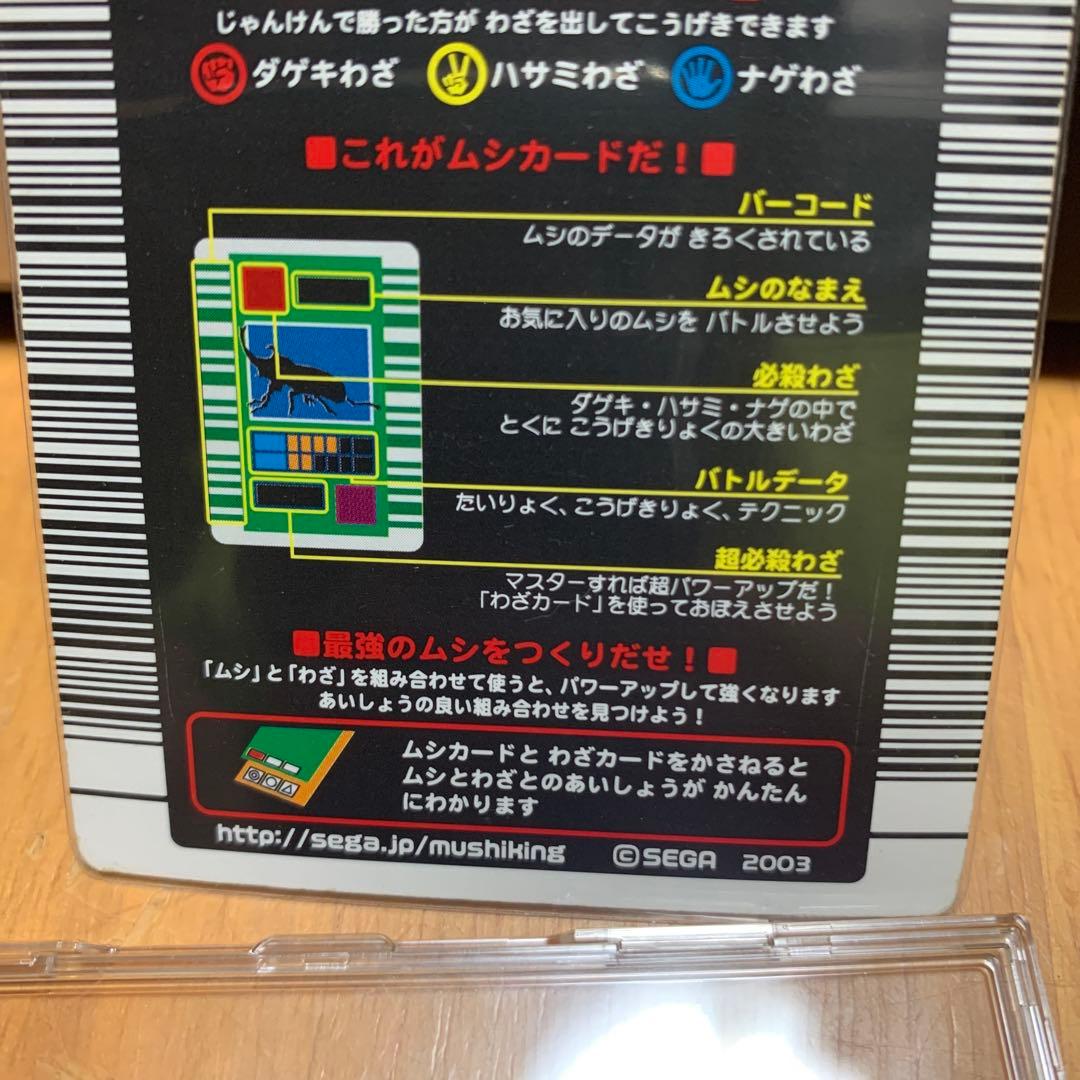 じゃんけんで勝った方が わざを出してこうげきできます
ダゲキわざ ハサミわざ ナゲわざ
■これがムシカードだ！■
バーコード
ムシのデータが きろくされている
ムシのなまえ
お気に入りのムシを バトルさせよう
必殺わざ
ダゲキ・ハサミ・ナゲの中で
とくに こうげきりょくの大きいわざ
バトルデータ
たいりょく、こうげきりょく、テクニック
超必殺わざ
マスターすれば超パワーアップだ！
「わざカード」を使っておぼえさせよう
■最強のムシをつくりだせ！■
「ムシ」と「わざ」を組み合わせて使うと、パワーアップして強くなります
あいしょうの良い組み合わせを見つけよう！
ムシカードと わざカードをかさねると
ムシとわざとのあいしょうが かんたん
にわかります
◎○△
http://sega.jp/mushiking ©SEGA 2003